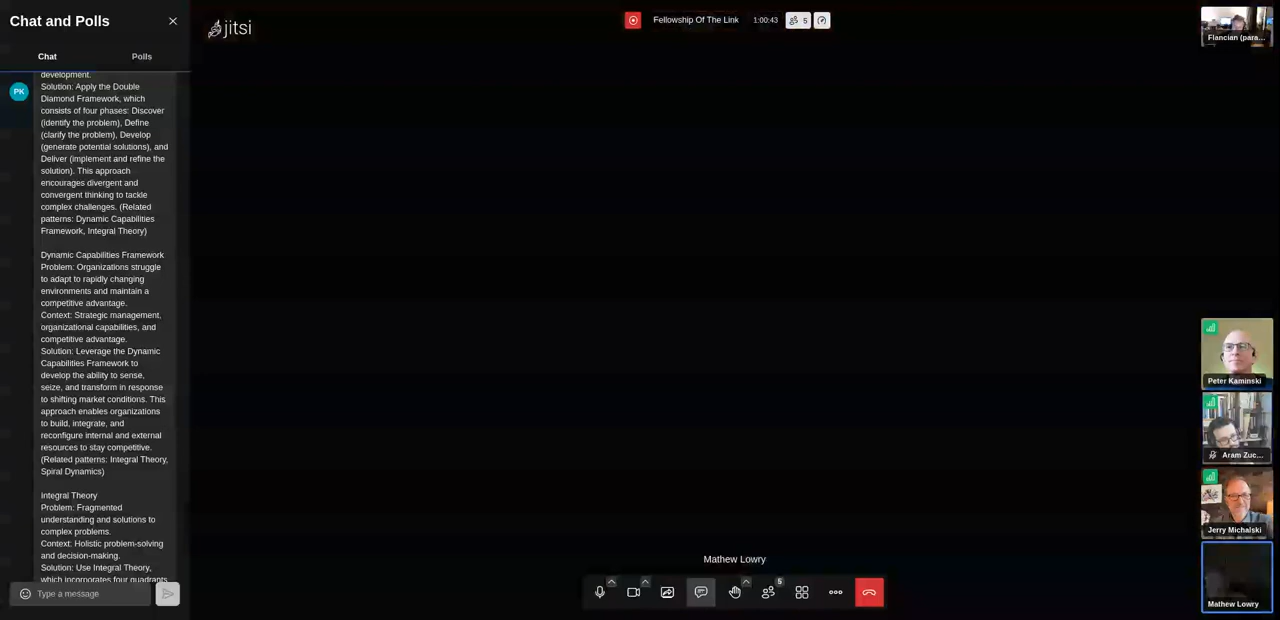 Chat and Polls
Chat
Polls
PK
development.
Solution: Apply the Double
Diamond Framework, which
consists of four phases: Discover
(identify the problem), Define
(clarify the problem), Develop
(generate potential solutions), and
Deliver (implement and refine the
solution). This approach
encourages divergent and
convergent thinking to tackle
complex challenges. (Related
patterns: Dynamic Capabilities
Framework, Integral Theory)
Dynamic Capabilities Framework
Problem: Organizations struggle
to adapt to rapidly changing
environments and maintain a
competitive advantage.
Context: Strategic management,
organizational capabilities, and
competitive advantage.
Solution: Leverage the Dynamic
Capabilities Framework to
develop the ability to sense,
seize, and transform in response
to shifting market conditions. This
approach enables organizations
to build, integrate, and
reconfigure internal and external
resources to stay competitive.
(Related patterns: Integral Theory,
Spiral Dynamics)
Integral Theory
Problem: Fragmented
understanding and solutions to
complex problems.
Context: Holistic problem-solving
and decision-making.
Solution: Use Integral Theory,
which incorporates four quadrants
Type a message
jitsi
Fellowship Of The Link
1:00:43
5
Mathew Lowry
5
Flancian (para...
Peter Kaminski
Aram Zuc...
Jerry Michalski
Mathew Lowry